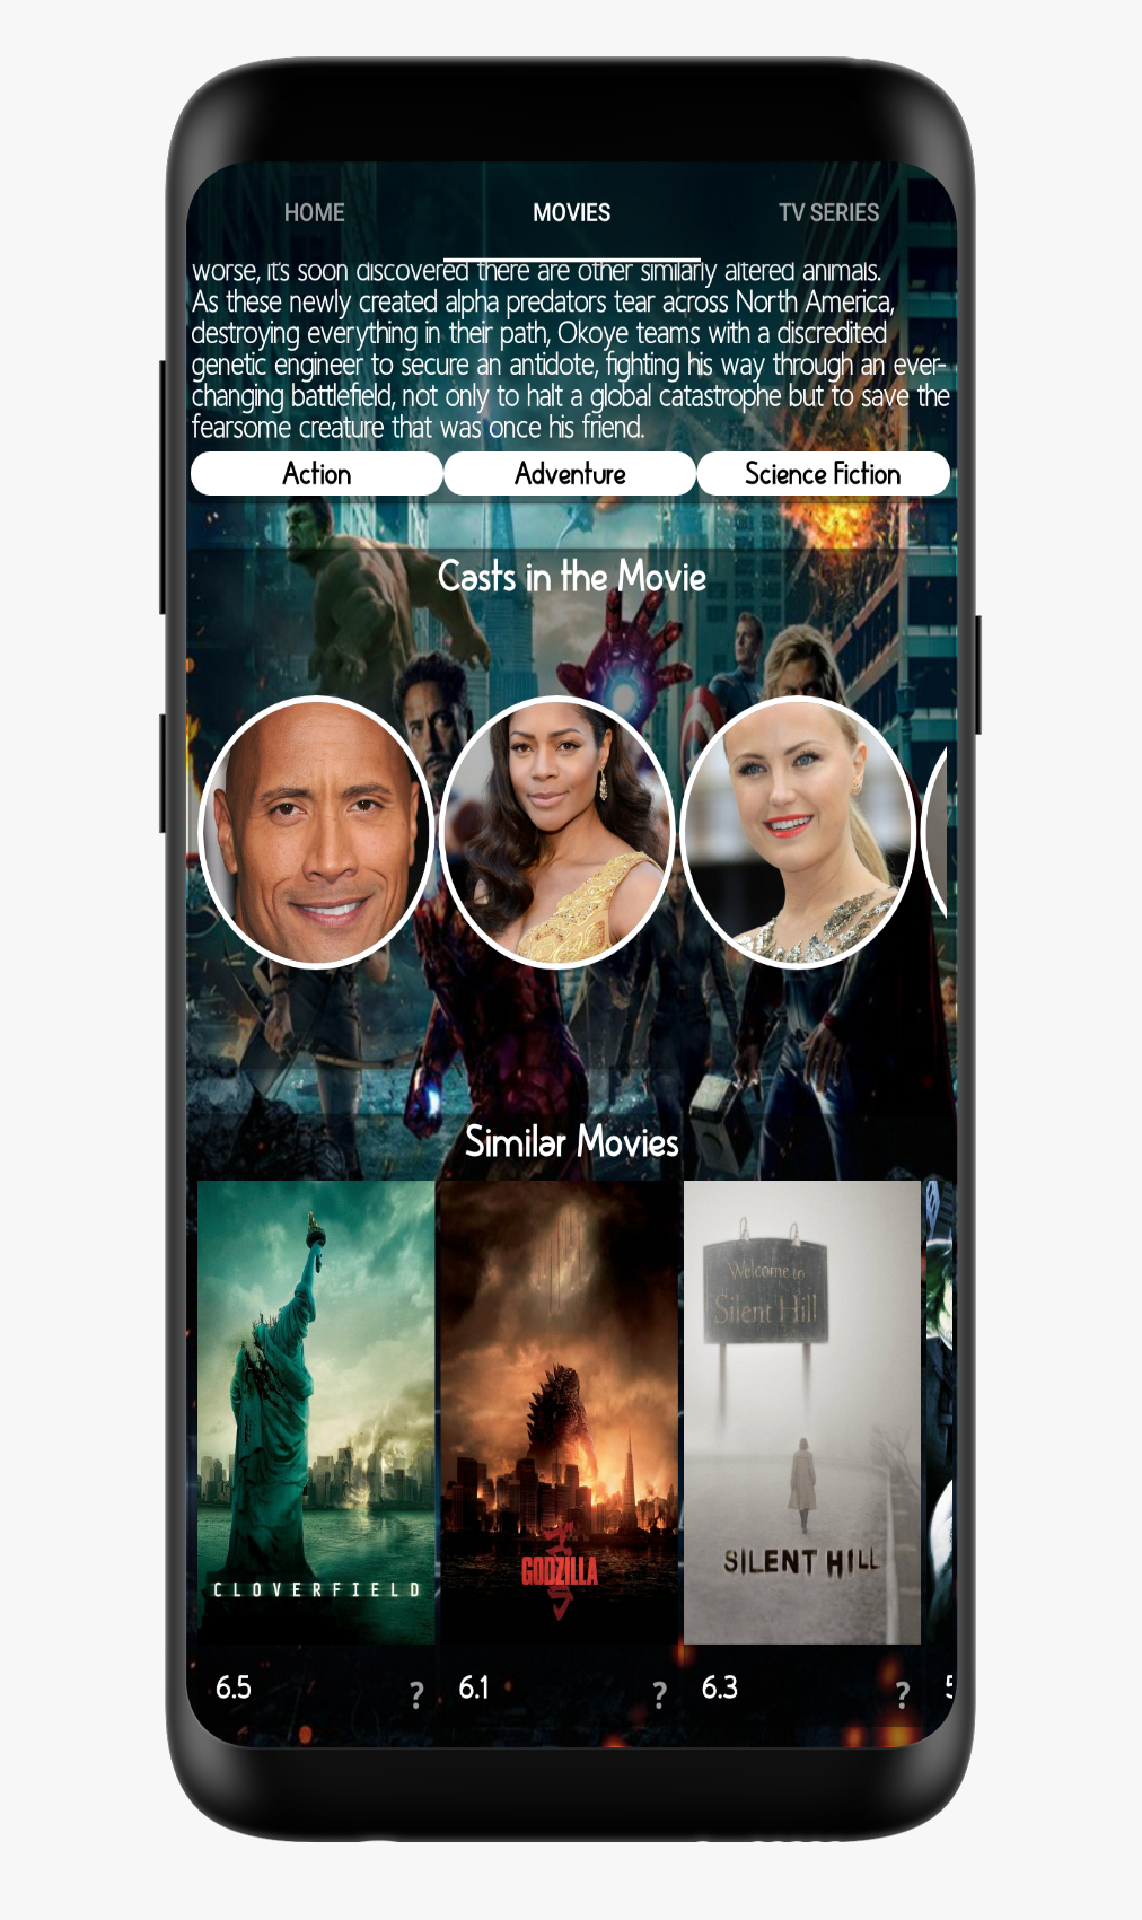 HOME MOVIES TV SERIES
worse, it's soon discovered there are other similarly altered animals.
As these newly created alpha predators tear across North America,
destroying everything in their path, Okoye teams with a discredited
genetic engineer to secure an antidote, fighting his way through an ever-
changing battlefield, not only to halt a global catastrophe but to save the
fearsome creature that was once his friend.
Action Adventure Science Fiction
Casts in the Movie
Similar Movies
Welcome to
Silent Hill
SILENT HILL
GODZILLA
CLOVERFIELD
6.5 ? 6.1 ? 6.3 ? 5